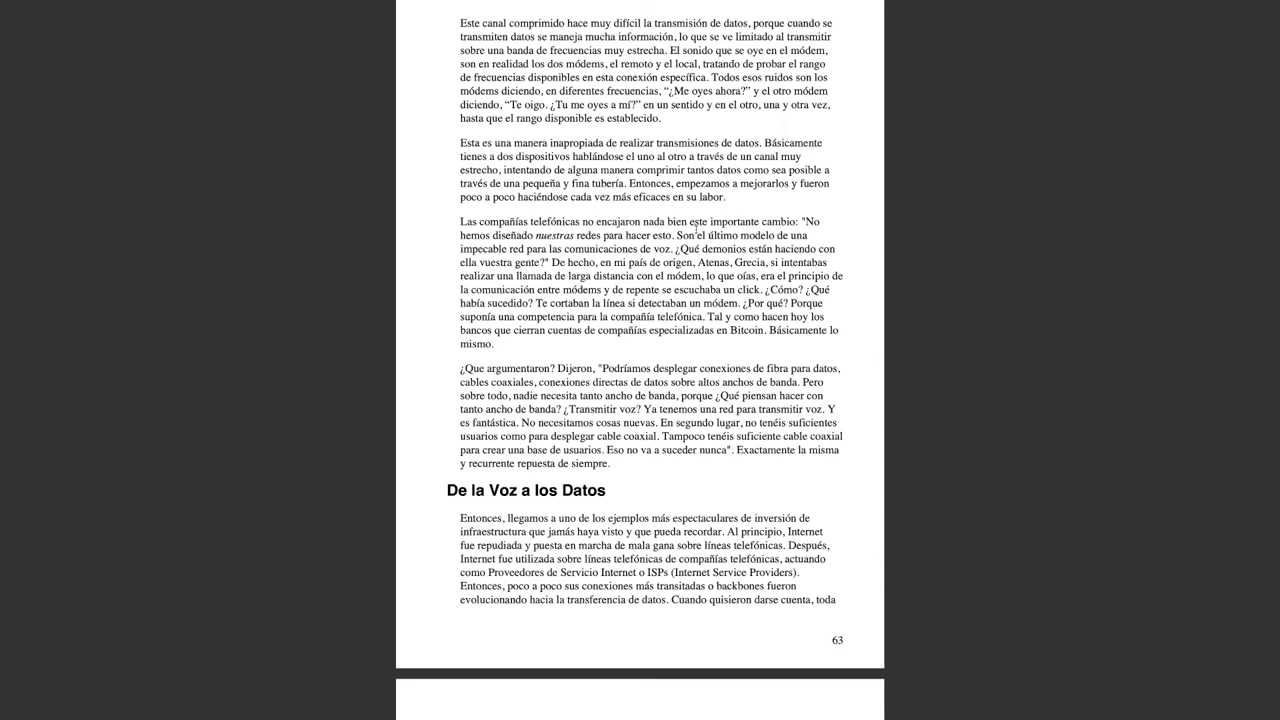 Este canal comprimido hace muy difícil la transmisión de datos, porque cuando se
transmiten datos se maneja mucha información, lo que se ve limitado al transmitir
sobre una banda de frecuencias muy estrecha. El sonido que se oye en el módem,
son en realidad los dos módems, el remoto y el local, tratando de probar el rango
de frecuencias disponibles en esta conexión específica. Todos esos ruidos son los
módems diciendo, en diferentes frecuencias, “¿Me oyes ahora?” y el otro módem
diciendo, “Te oigo. ¿Tu me oyes a mí?” en un sentido y en el otro, una y otra vez,
hasta que el rango disponible es establecido.
Esta es una manera inapropiada de realizar transmisiones de datos. Básicamente
tienes a dos dispositivos hablándose el uno al otro a través de un canal muy
estrecho, intentando de alguna manera comprimir tantos datos como sea posible a
través de una pequeña y fina tubería. Entonces, empezamos a mejorarlos y fueron
poco a poco haciéndose cada vez más eficaces en su labor.
Las compañías telefónicas no encajaron nada bien este importante cambio: "No
hemos diseñado nuestras redes para hacer esto. Son el último modelo de una
impecable red para las comunicaciones de voz. ¿Qué demonios están haciendo con
ella vuestra gente?" De hecho, en mi país de origen, Atenas, Grecia, si intentabas
realizar una llamada de larga distancia con el módem, lo que oías, era el principio de
la comunicación entre módems y de repente se escuchaba un click. ¿Cómo? ¿Qué
había sucedido? Te cortaban la línea si detectaban un módem. ¿Por qué? Porque
suponía una competencia para la compañía telefónica. Tal y como hacen hoy los
bancos que cierran cuentas de compañías especializadas en Bitcoin. Básicamente lo
mismo.
¿Que argumentaron? Dijeron, "Podríamos desplegar conexiones de fibra para datos,
cables coaxiales, conexiones directas de datos sobre altos anchos de banda. Pero
sobre todo, nadie necesita tanto ancho de banda, porque ¿Qué piensan hacer con
tanto ancho de banda? ¿Transmitir voz? Ya tenemos una red para transmitir voz. Y
es fantástica. No necesitamos cosas nuevas. En segundo lugar, no tenéis suficientes
usuarios como para desplegar cable coaxial. Tampoco tenéis suficiente cable coaxial
para crear una base de usuarios. Eso no va a suceder nunca". Exactamente la misma
y recurrente repuesta de siempre.
De la Voz a los Datos
Entonces, llegamos a uno de los ejemplos más espectaculares de inversión de
infraestructura que jamás haya visto y que pueda recordar. Al principio, Internet
fue repudiada y puesta en marcha de mala gana sobre líneas telefónicas. Después,
Internet fue utilizada sobre líneas telefónicas de compañías telefónicas, actuando
como Proveedores de Servicio Internet o ISPs (Internet Service Providers).
Entonces, poco a poco sus conexiones más transitadas o backbones fueron
evolucionando hacia la transferencia de datos. Cuando quisieron darse cuenta, toda
63